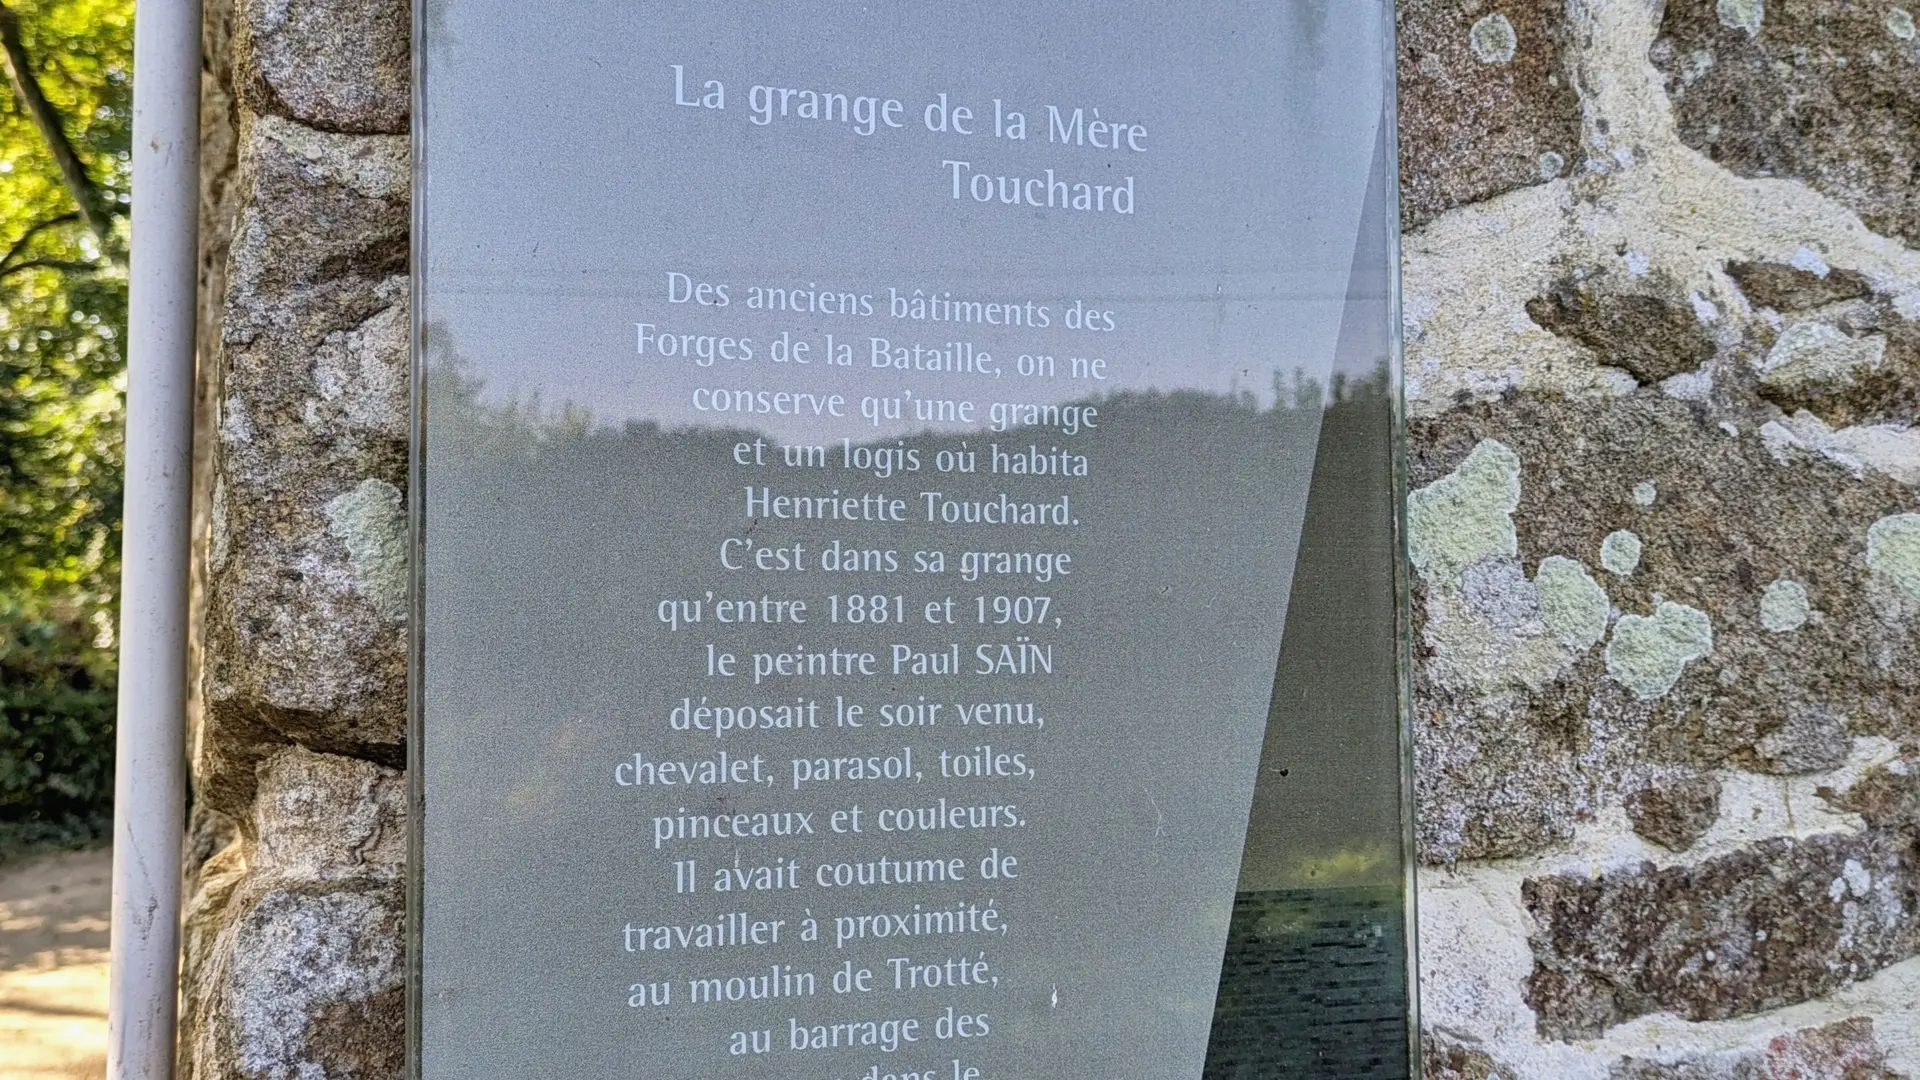 La grange de la Mère
Touchard
Des anciens bâtiments des
Forges de la Bataille, on ne
conserve qu'une grange
et un logis où habita
Henriette Touchard.
C'est dans sa grange
qu'entre 1881 et 1907,
le peintre Paul SAÏN
déposait le soir venu,
chevalet, parasol, toiles,
pinceaux et couleurs.
Il avait coutume de
travailler à proximité,
au moulin de Trotté,
au barrage des
dans le